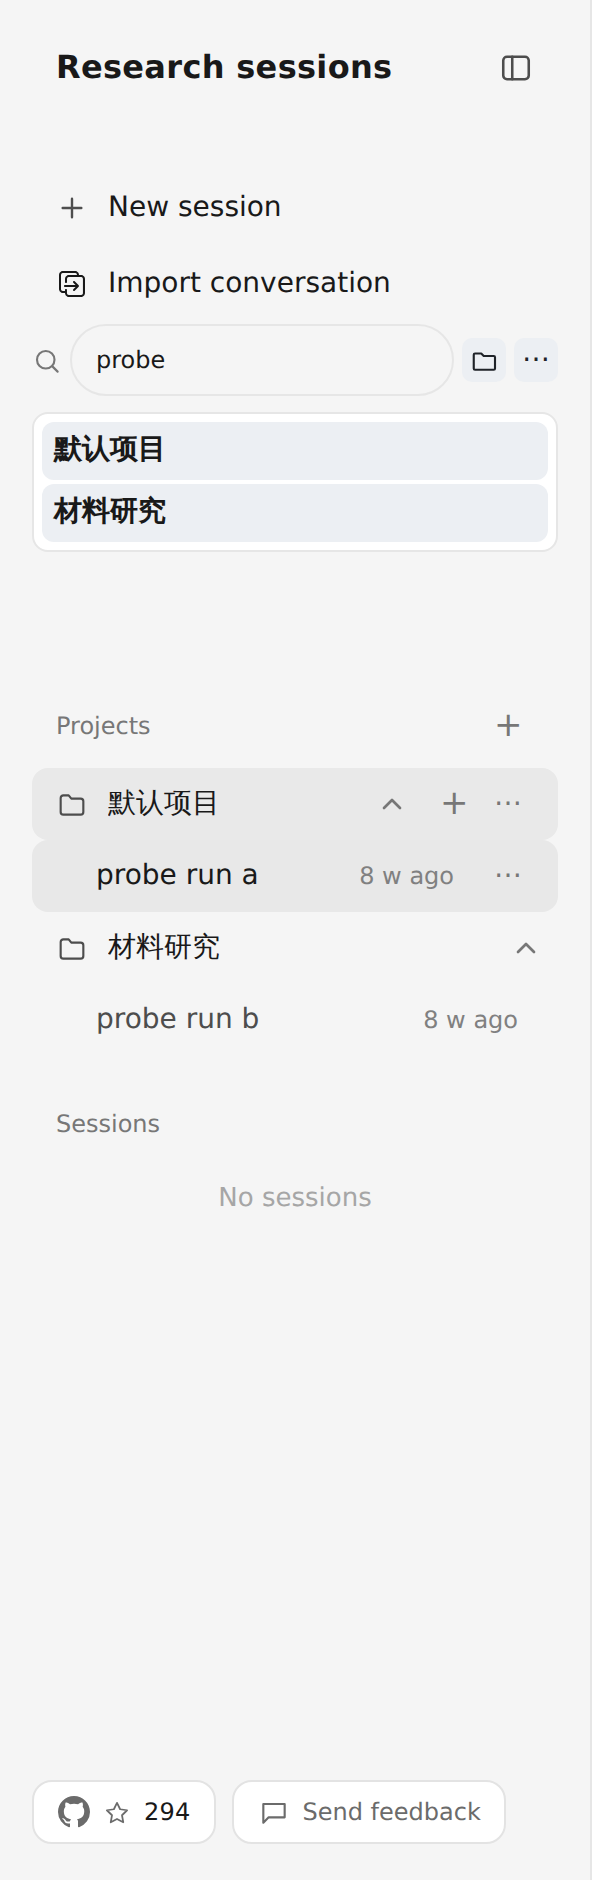 Research sessions
New session
Import conversation
probe
...
默认项目
材料研究
Projects
默认项目
probe run a 8 w ago
材料研究
probe run b 8 w ago
Sessions
No sessions
294
Send feedback